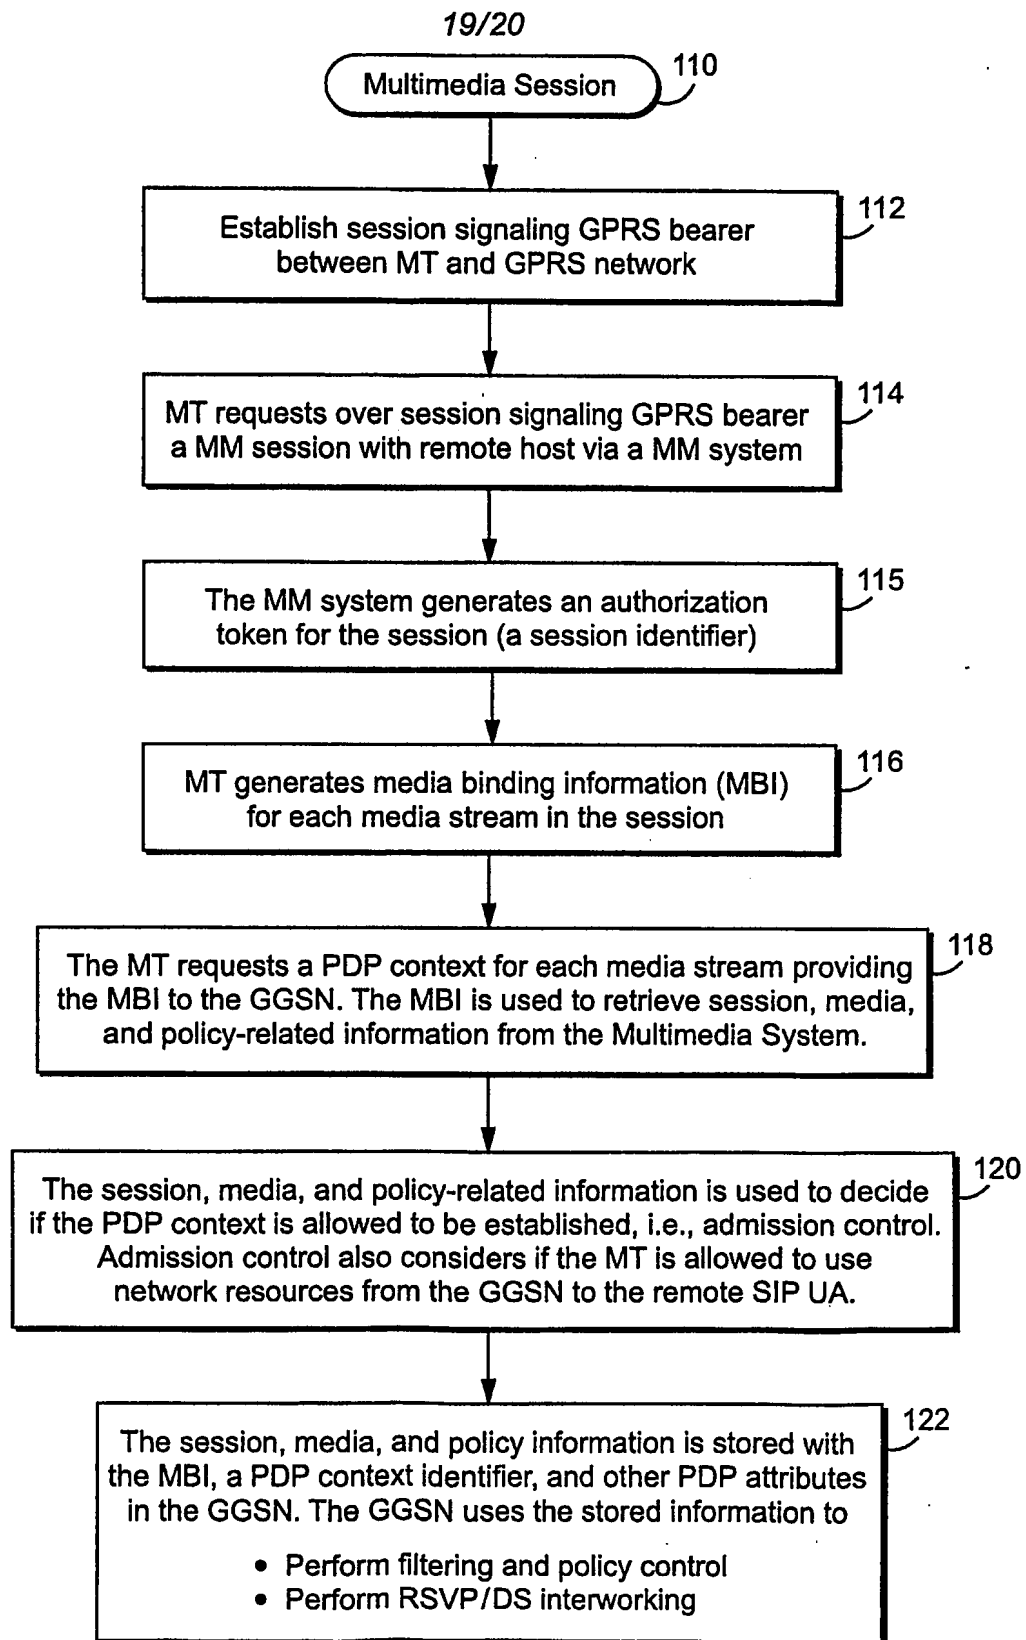 19/20
Multimedia Session
110
Establish session signaling GPRS bearer
between MT and GPRS network
112
MT requests over session signaling GPRS bearer
a MM session with remote host via a MM system
114
The MM system generates an authorization
token for the session (a session identifier)
115
MT generates media binding information (MBI)
for each media stream in the session
116
The MT requests a PDP context for each media stream providing
the MBI to the GGSN. The MBI is used to retrieve session, media,
and policy-related information from the Multimedia System.
118
The session, media, and policy-related information is used to decide
if the PDP context is allowed to be established, i.e., admission control.
Admission control also considers if the MT is allowed to use
network resources from the GGSN to the remote SIP UA.
120
The session, media, and policy information is stored with
the MBI, a PDP context identifier, and other PDP attributes
in the GGSN. The GGSN uses the stored information to
• Perform filtering and policy control
• Perform RSVP/DS interworking
122